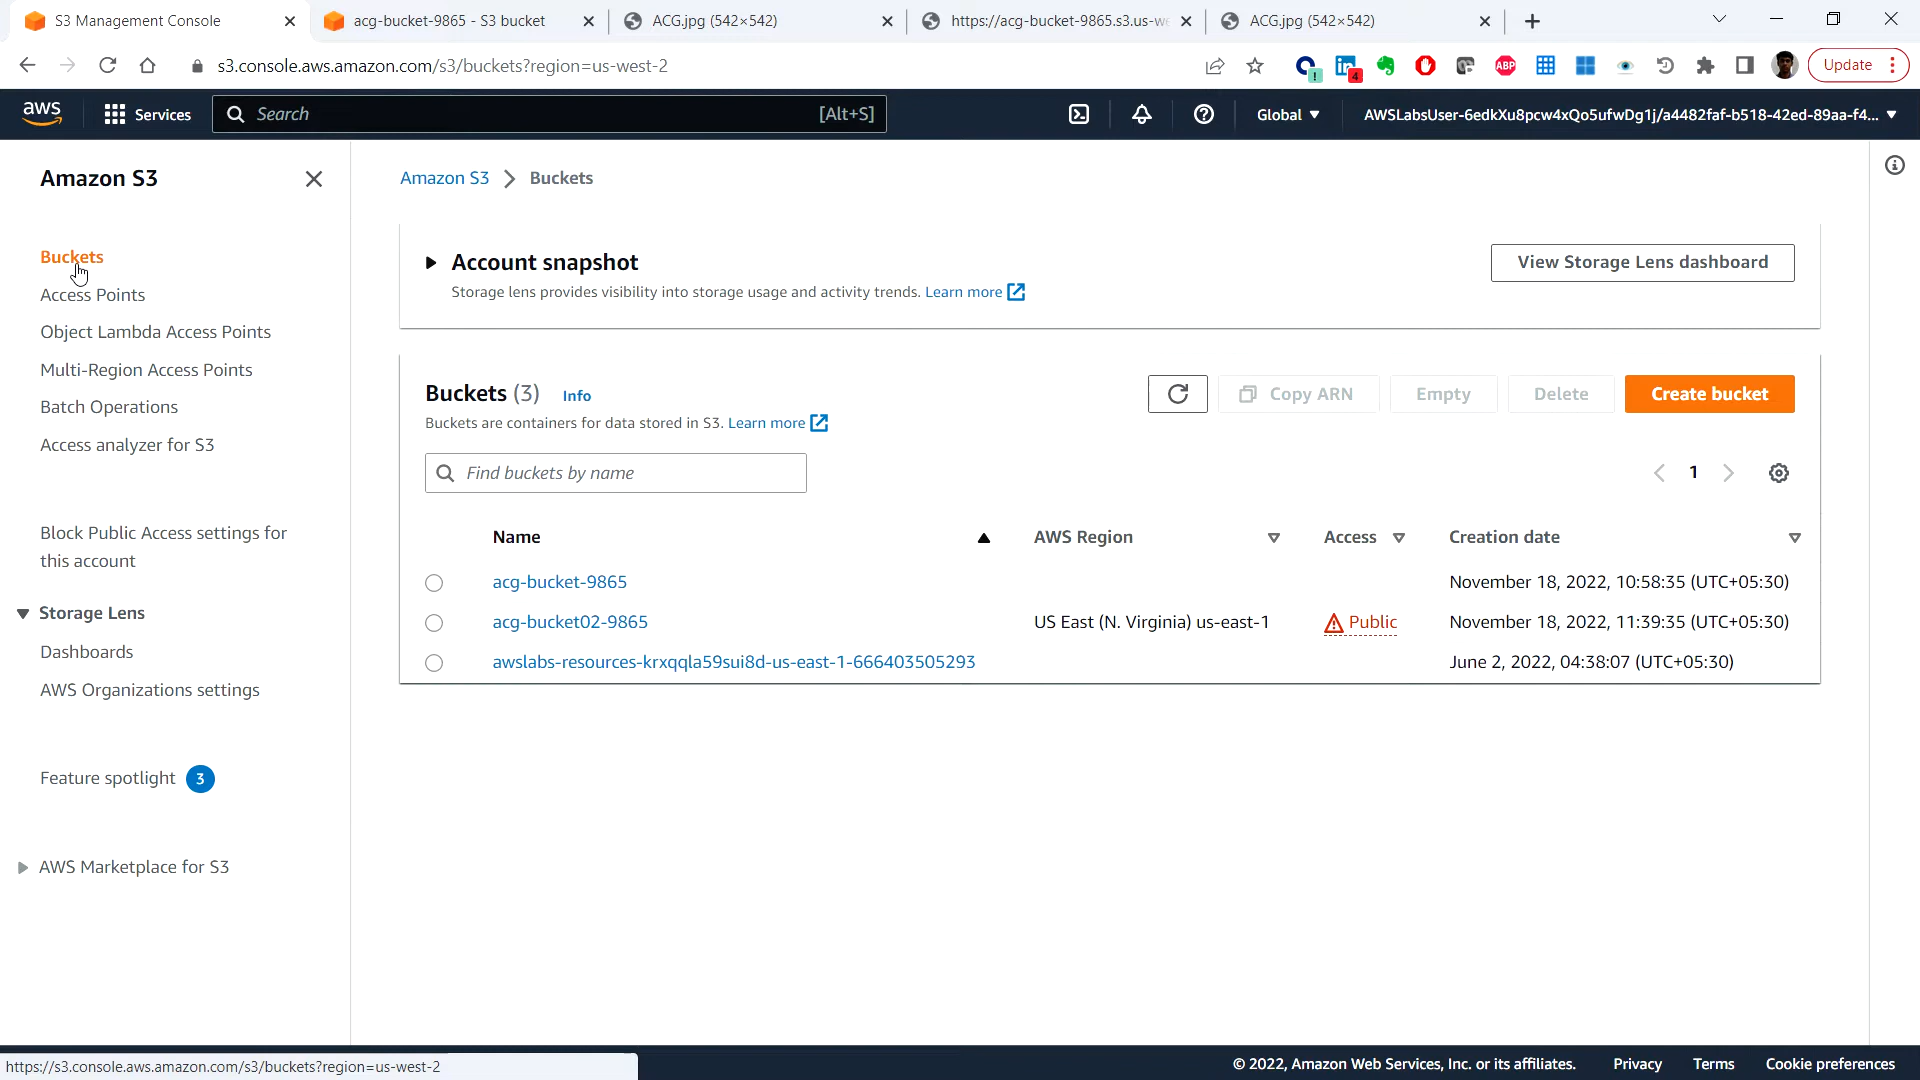 S3 Management Console
acg-bucket-9865 - S3 bucket
ACG.jpg (542×542)
https://acg-bucket-9865.s3.us-we
ACG.jpg (542×542)
s3.console.aws.amazon.com/s3/buckets?region=us-west-2
! 4 ABP
Update
aws
Services
Search
[Alt+S]
Global
AWSLabsUser-6edkXu8pcw4xQo5ufwDg1j/a4482faf-b518-42ed-89aa-f4...
Amazon S3
Buckets
Access Points
Object Lambda Access Points
Multi-Region Access Points
Batch Operations
Access analyzer for S3
Block Public Access settings for
this account
Storage Lens
Dashboards
AWS Organizations settings
Feature spotlight 3
AWS Marketplace for S3
Amazon S3 > Buckets
Account snapshot
View Storage Lens dashboard
Storage lens provides visibility into storage usage and activity trends. Learn more
Buckets (3) Info
Copy ARN
Empty
Delete
Create bucket
Buckets are containers for data stored in S3. Learn more
Find buckets by name
1
Name AWS Region Access Creation date
acg-bucket-9865 November 18, 2022, 10:58:35 (UTC+05:30)
acg-bucket02-9865 US East (N. Virginia) us-east-1 Public November 18, 2022, 11:39:35 (UTC+05:30)
awslabs-resources-krxqqla59sui8d-us-east-1-666403505293 June 2, 2022, 04:38:07 (UTC+05:30)
https://s3.console.aws.amazon.com/s3/buckets?region=us-west-2
© 2022, Amazon Web Services, Inc. or its affiliates. Privacy Terms Cookie preferences